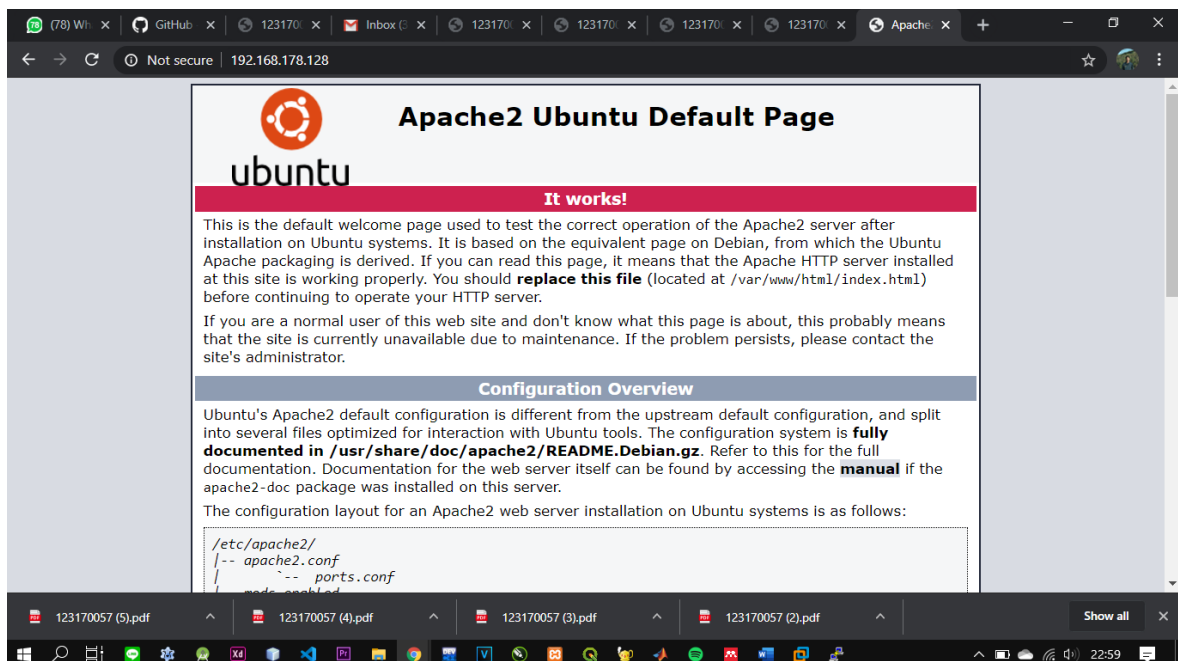 (78) Wh
GitHub
123170
Inbox (3
123170
123170
123170
123170
Apache
Not secure
192.168.178.128
ubuntu
Apache2 Ubuntu Default Page
It works!
This is the default welcome page used to test the correct operation of the Apache2 server after
installation on Ubuntu systems. It is based on the equivalent page on Debian, from which the Ubuntu
Apache packaging is derived. If you can read this page, it means that the Apache HTTP server installed
at this site is working properly. You should replace this file (located at /var/www/html/index.html)
before continuing to operate your HTTP server.
If you are a normal user of this web site and don't know what this page is about, this probably means
that the site is currently unavailable due to maintenance. If the problem persists, please contact the
site's administrator.
Configuration Overview
Ubuntu's Apache2 default configuration is different from the upstream default configuration, and split
into several files optimized for interaction with Ubuntu tools. The configuration system is fully
documented in /usr/share/doc/apache2/README.Debian.gz. Refer to this for the full
documentation. Documentation for the web server itself can be found by accessing the manual if the
apache2-doc package was installed on this server.
The configuration layout for an Apache2 web server installation on Ubuntu systems is as follows:
/etc/apache2/
|-- apache2.conf
|       `--  ports.conf
|-- mods-enabled
123170057 (5).pdf
123170057 (4).pdf
123170057 (3).pdf
123170057 (2).pdf
Show all
22:59